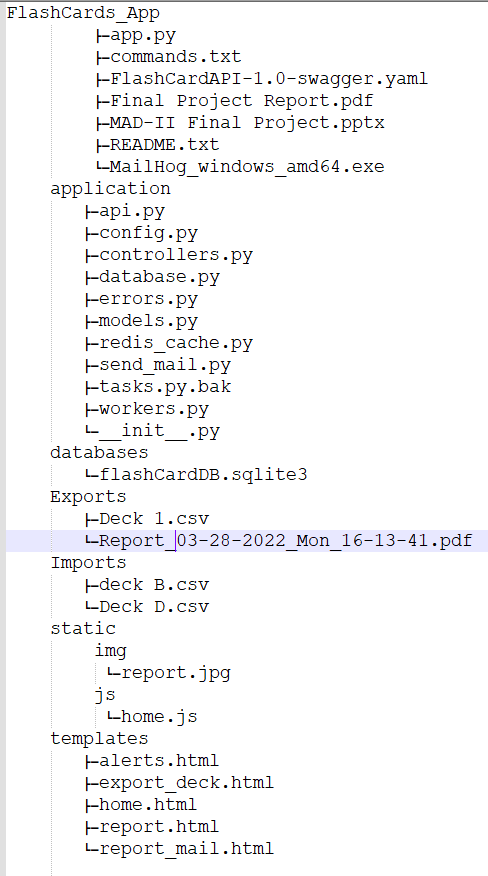 FlashCards_App
├─app.py
├─commands.txt
├─FlashCardAPI-1.0-swagger.yaml
├─Final Project Report.pdf
├─MAD-II Final Project.pptx
├─README.txt
└─MailHog_windows_amd64.exe
application
├─api.py
├─config.py
├─controllers.py
├─database.py
├─errors.py
├─models.py
├─redis_cache.py
├─send_mail.py
├─tasks.py.bak
├─workers.py
└─__init__.py
databases
└─flashCardDB.sqlite3
Exports
├─Deck 1.csv
└─Report_03-28-2022_Mon_16-13-41.pdf
Imports
├─deck B.csv
└─Deck D.csv
static
img
└─report.jpg
js
└─home.js
templates
├─alerts.html
├─export_deck.html
├─home.html
├─report.html
└─report_mail.html